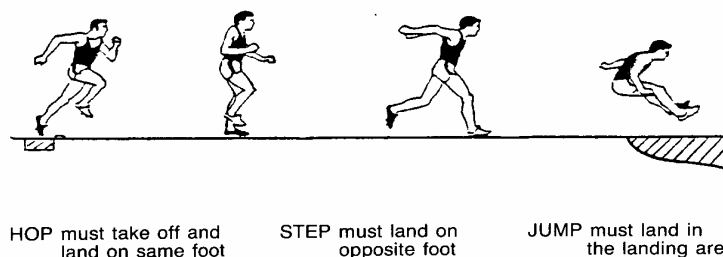 HOP must take off and
land on same foot
STEP must land on
opposite foot
JUMP must land in
the landing are